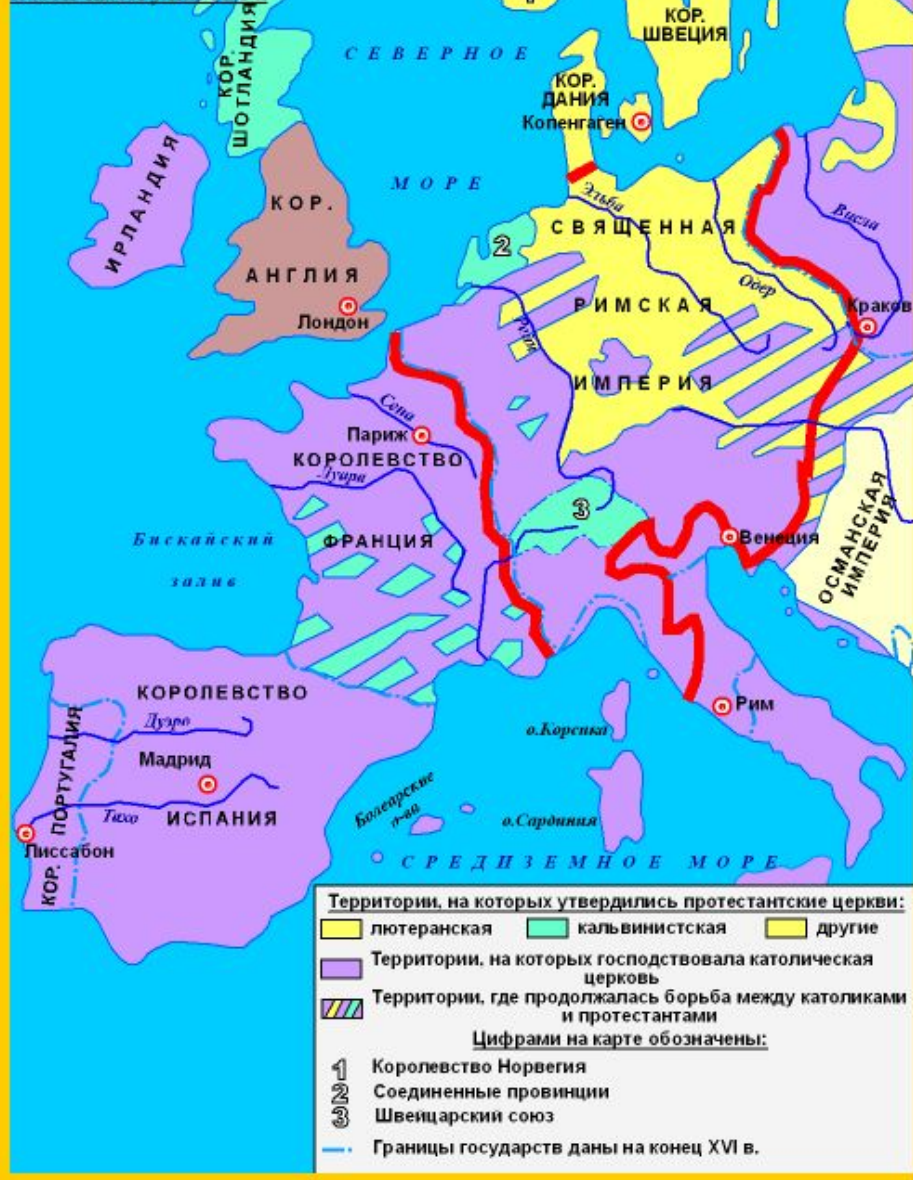 КОР.
ШВЕЦИЯ
КОР.
ШОТЛАНДИЯ
СЕВЕРНОЕ
КОР.
ДАНИЯ
Копенгаген
ИРЛАНДИЯ
МОРЕ
КОР.
АНГЛИЯ
Лондон
2
Эльба
Висла
СВЯЩЕННАЯ
Одер
РИМСКАЯ
Краков
ИМПЕРИЯ
Сена
Париж
КОРОЛЕВСТВО
Луара
ФРАНЦИЯ
3
Бискайский
залив
Венеция
ОСМАНСКАЯ
ИМПЕРИЯ
КОРОЛЕВСТВО
Дуэро
Рим
о.Корсика
Мадрид
КОР. ПОРТУГАЛИЯ
Тахо
ИСПАНИЯ
Болеарские
о-ва
о.Сардиния
Лиссабон
СРЕДИЗЕМНОЕ МОРЕ
Территории, на которых утвердились протестантские церкви:
лютеранская кальвинистская другие
Территории, на которых господствовала католическая
церковь
Территории, где продолжалась борьба между католиками
и протестантами
Цифрами на карте обозначены:
1 Королевство Норвегия
2 Соединенные провинции
3 Швейцарский союз
Границы государств даны на конец XVI в.